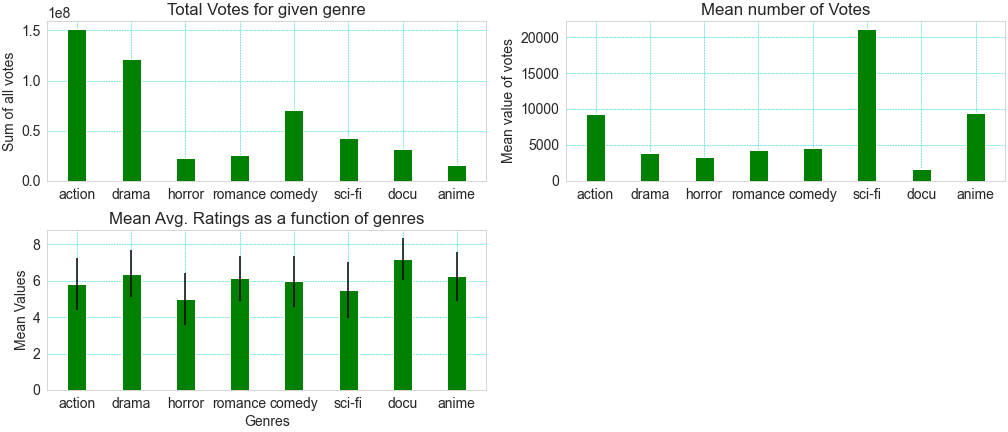 Total Votes for given genre
1e8
Sum of all votes
1.5
1.0
0.5
0.0
action drama horror romance comedy sci-fi docu anime
Mean number of Votes
Mean value of votes
20000
15000
10000
5000
0
action drama horror romance comedy sci-fi docu anime
Mean Avg. Ratings as a function of genres
Mean Values
8
6
4
2
0
action drama horror romance comedy sci-fi docu anime
Genres